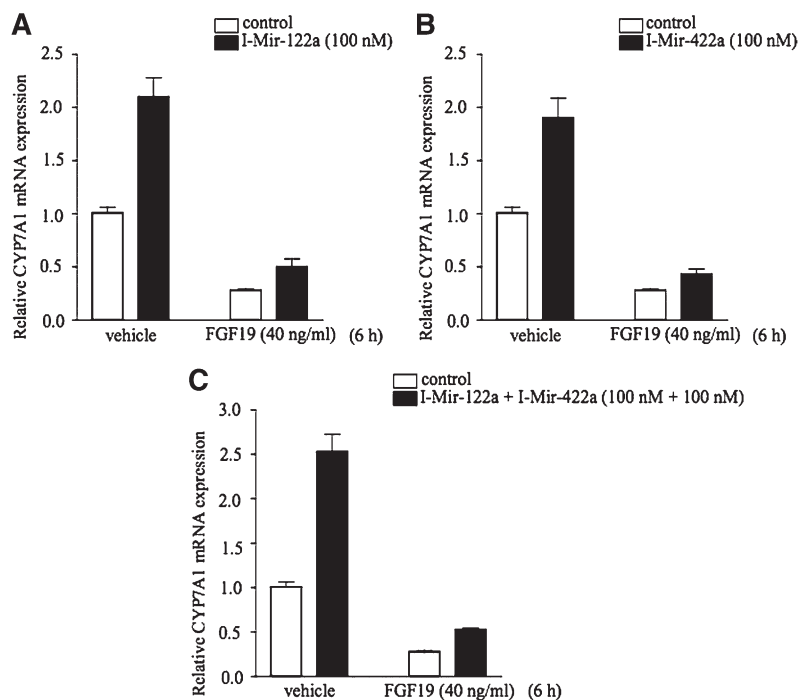 A
control
I-Mir-122a (100 nM)
Relative CYP7A1 mRNA expression
2.5
2.0
1.5
1.0
0.5
0.0
vehicle
FGF19 (40 ng/ml)
(6 h)
B
control
I-Mir-422a (100 nM)
Relative CYP7A1 mRNA expression
2.5
2.0
1.5
1.0
0.5
0.0
vehicle
FGF19 (40 ng/ml)
(6 h)
C
control
I-Mir-122a + I-Mir-422a (100 nM + 100 nM)
Relative CYP7A1 mRNA expression
3.0
2.5
2.0
1.5
1.0
0.5
0.0
vehicle
FGF19 (40 ng/ml)
(6 h)